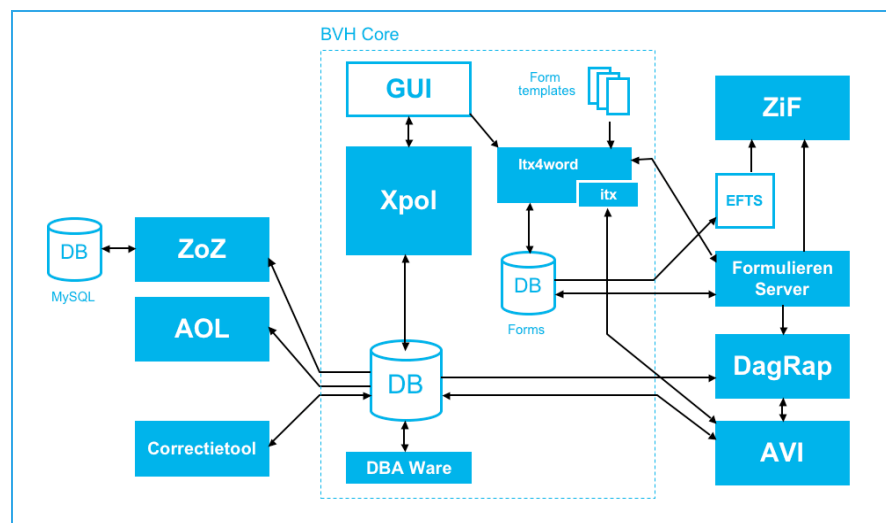 BVH Core
GUI
Form
templates
ZiF
Itx4word
itx
Xpol
EFTS
DB
MySQL
ZoZ
DB
Forms
Formulieren
Server
AOL
DB
DagRap
Correctietool
DBA Ware
AVI